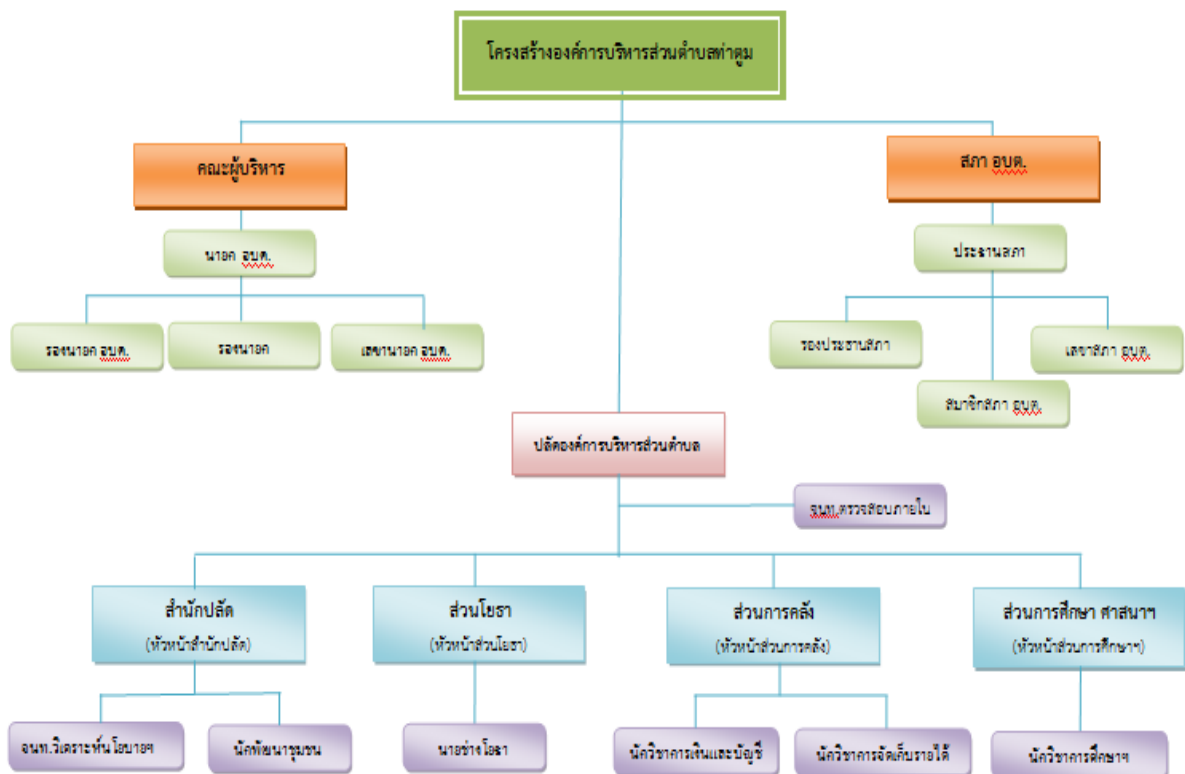 โครงสร้างองค์การบริหารส่วนตำบลท่าตูม
คณะผู้บริหาร
สภา อบต.
นายค อบต.
ประธานสภา
รองนายค อบต.
รองนายค
เลขานายค อบต.
รองประธานสภา
เลขาสภา อบต.
สมาชิกสภา อบต.
ปลัดองค์การบริหารส่วนตำบล
จนท.ตรวจสอบภายใน
สำนักปลัด
(หัวหน้าสำนักปลัด)
ส่วนโยธา
(หัวหน้าส่วนโยธา)
ส่วนการคลัง
(หัวหน้าส่วนการคลัง)
ส่วนการศึกษา ศาสนาฯ
(หัวหน้าส่วนการศึกษาฯ)
จนท.วิเคราะห์นโยบายฯ
นักพัฒนาชุมชน
นายช่างโยธา
นักวิชาการเงินและบัญชี
นักวิชาการจัดเก็บรายได้
นักวิชาการศึกษาฯ